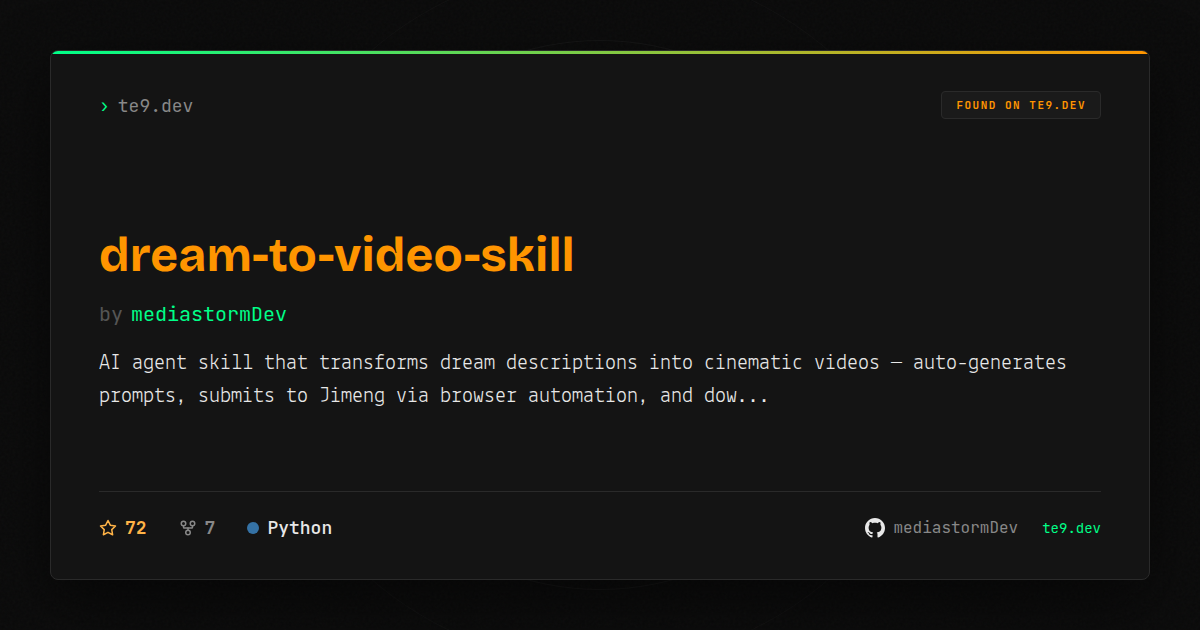 › te9.dev
FOUND ON TE9.DEV
dream-to-video-skill
by mediastormDev
AI agent skill that transforms dream descriptions into cinematic videos — auto-generates
prompts, submits to Jimeng via browser automation, and dow...
72 7 Python
mediastormDev te9.dev